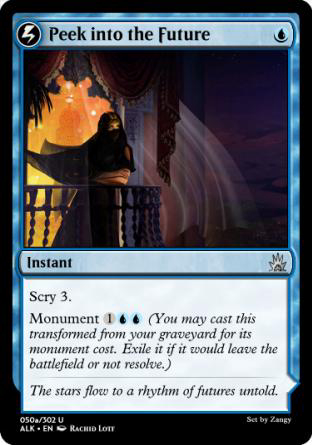 Peek into the Future
Instant
Scry 3.
Monument 1 (You may cast this
transformed from your graveyard for its
monument cost. Exile it if it would leave the
battlefield or not resolve.)
The stars flow to a rhythm of futures untold.
050a/302 U
Set by Zangy
ALK • EN Rachid Lott